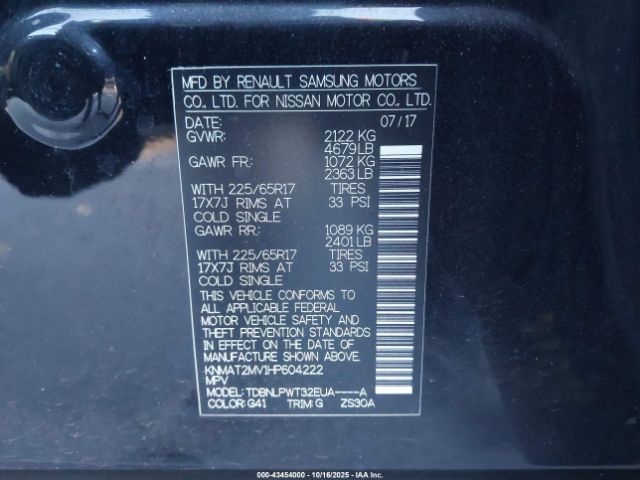 MFD BY RENAULT SAMSUNG MOTORS
CO., LTD. FOR NISSAN MOTOR CO., LTD.
DATE: 07/17
GVWR: 2122 KG
4679 LB
GAWR FR: 1072 KG
2363 LB
WITH 225/65R17 TIRES
17X7J RIMS AT 33 PSI
COLD SINGLE
GAWR RR: 1089 KG
2401 LB
WITH 225/65R17 TIRES
17X7J RIMS AT 33 PSI
COLD SINGLE
THIS VEHICLE CONFORMS TO
ALL APPLICABLE FEDERAL
MOTOR VEHICLE SAFETY AND
THEFT PREVENTION STANDARDS
IN EFFECT ON THE DATE OF
MANUFACTURE SHOWN ABOVE.
KNMAT2MV1HP604222
MPV
MODEL: TDBNLPWT32EUA----A
COLOR: G41 TRIM: G ZS30A
000-43454000 - 10/16/2025 - IAA Inc.